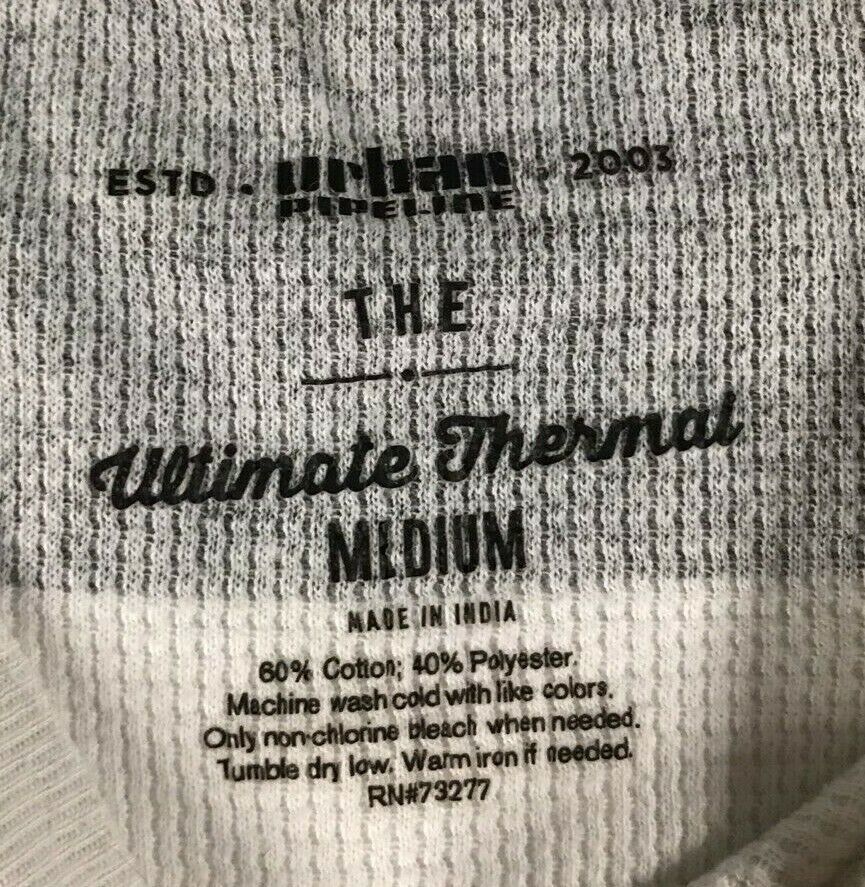 ESTD · urban · 2003
PIPELINE
THE
Ultimate Thermal
MEDIUM
MADE IN INDIA
60% Cotton; 40% Polyester.
Machine wash cold with like colors.
Only non-chlorine bleach when needed.
Tumble dry low. Warm iron if needed.
RN#73277